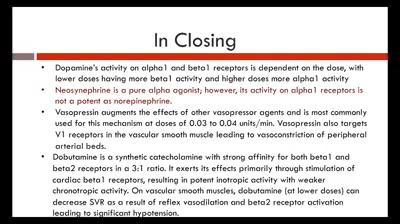 In Closing
• Dopamine's activity on alpha1 and beta1 receptors is dependent on the dose, with
lower doses having more beta1 activity and higher doses more alpha1 activity
• Neosynephrine is a pure alpha agonist; however, its activity on alpha1 receptors is
not a potent as norepinephrine.
• Vasopressin augments the effects of other vasopressor agents and is most commonly
used for this mechanism at doses of 0.03 to 0.04 units/min. Vasopressin also targets
V1 receptors in the vascular smooth muscle leading to vasoconstriction of peripheral
arterial beds.
• Dobutamine is a synthetic catecholamine with strong affinity for both beta1 and
beta2 receptors in a 3:1 ratio. It exerts its effects primarily through stimulation of
cardiac beta1 receptors, resulting in potent inotropic activity with weaker
chronotropic activity. On vascular smooth muscles, dobutamine (at lower doses) can
decrease SVR as a result of reflex vasodilation and beta2 receptor activation
leading to significant hypotension.